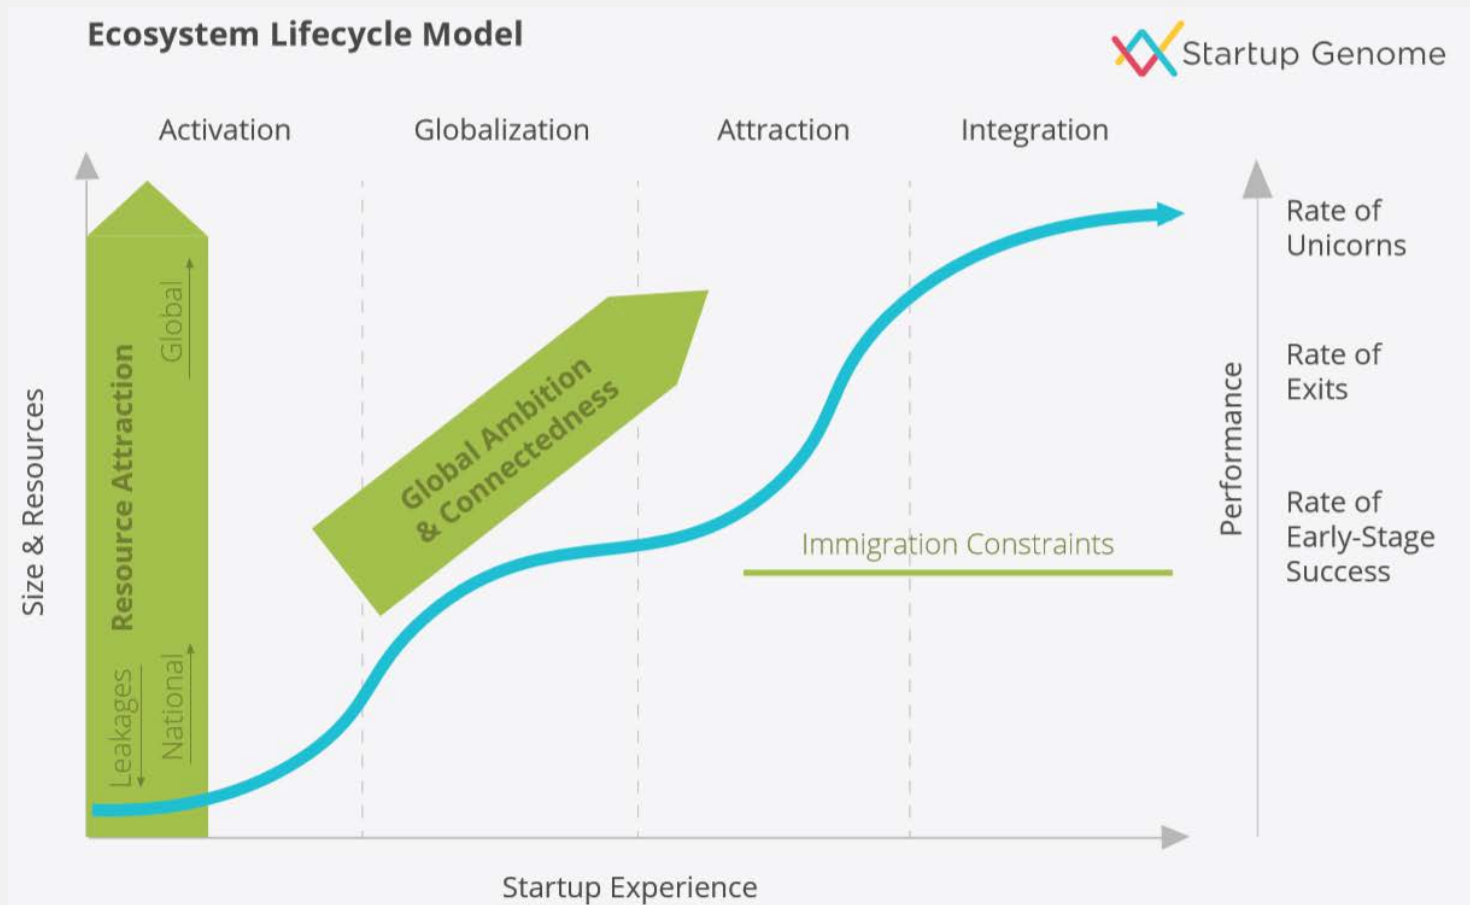 Ecosystem Lifecycle Model
Startup Genome
Activation
Globalization
Attraction
Integration
Size & Resources
Resource Attraction
Leakages
National
Global
Global Ambition
& Connectedness
Immigration Constraints
Performance
Rate of
Unicorns
Rate of
Exits
Rate of
Early-Stage
Success
Startup Experience